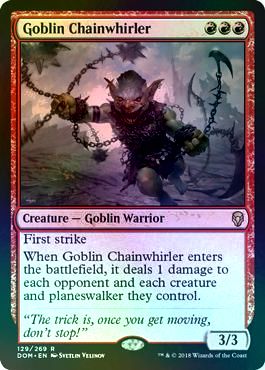 Goblin Chainwhirler
Creature — Goblin Warrior
First strike
When Goblin Chainwhirler enters
the battlefield, it deals 1 damage to
each opponent and each creature
and planeswalker they control.
“The trick is, once you get moving,
don’t stop!”
3/3
129/269 R
DOM • EN Svetlin Velinov
™ & © 2018 Wizards of the Coast